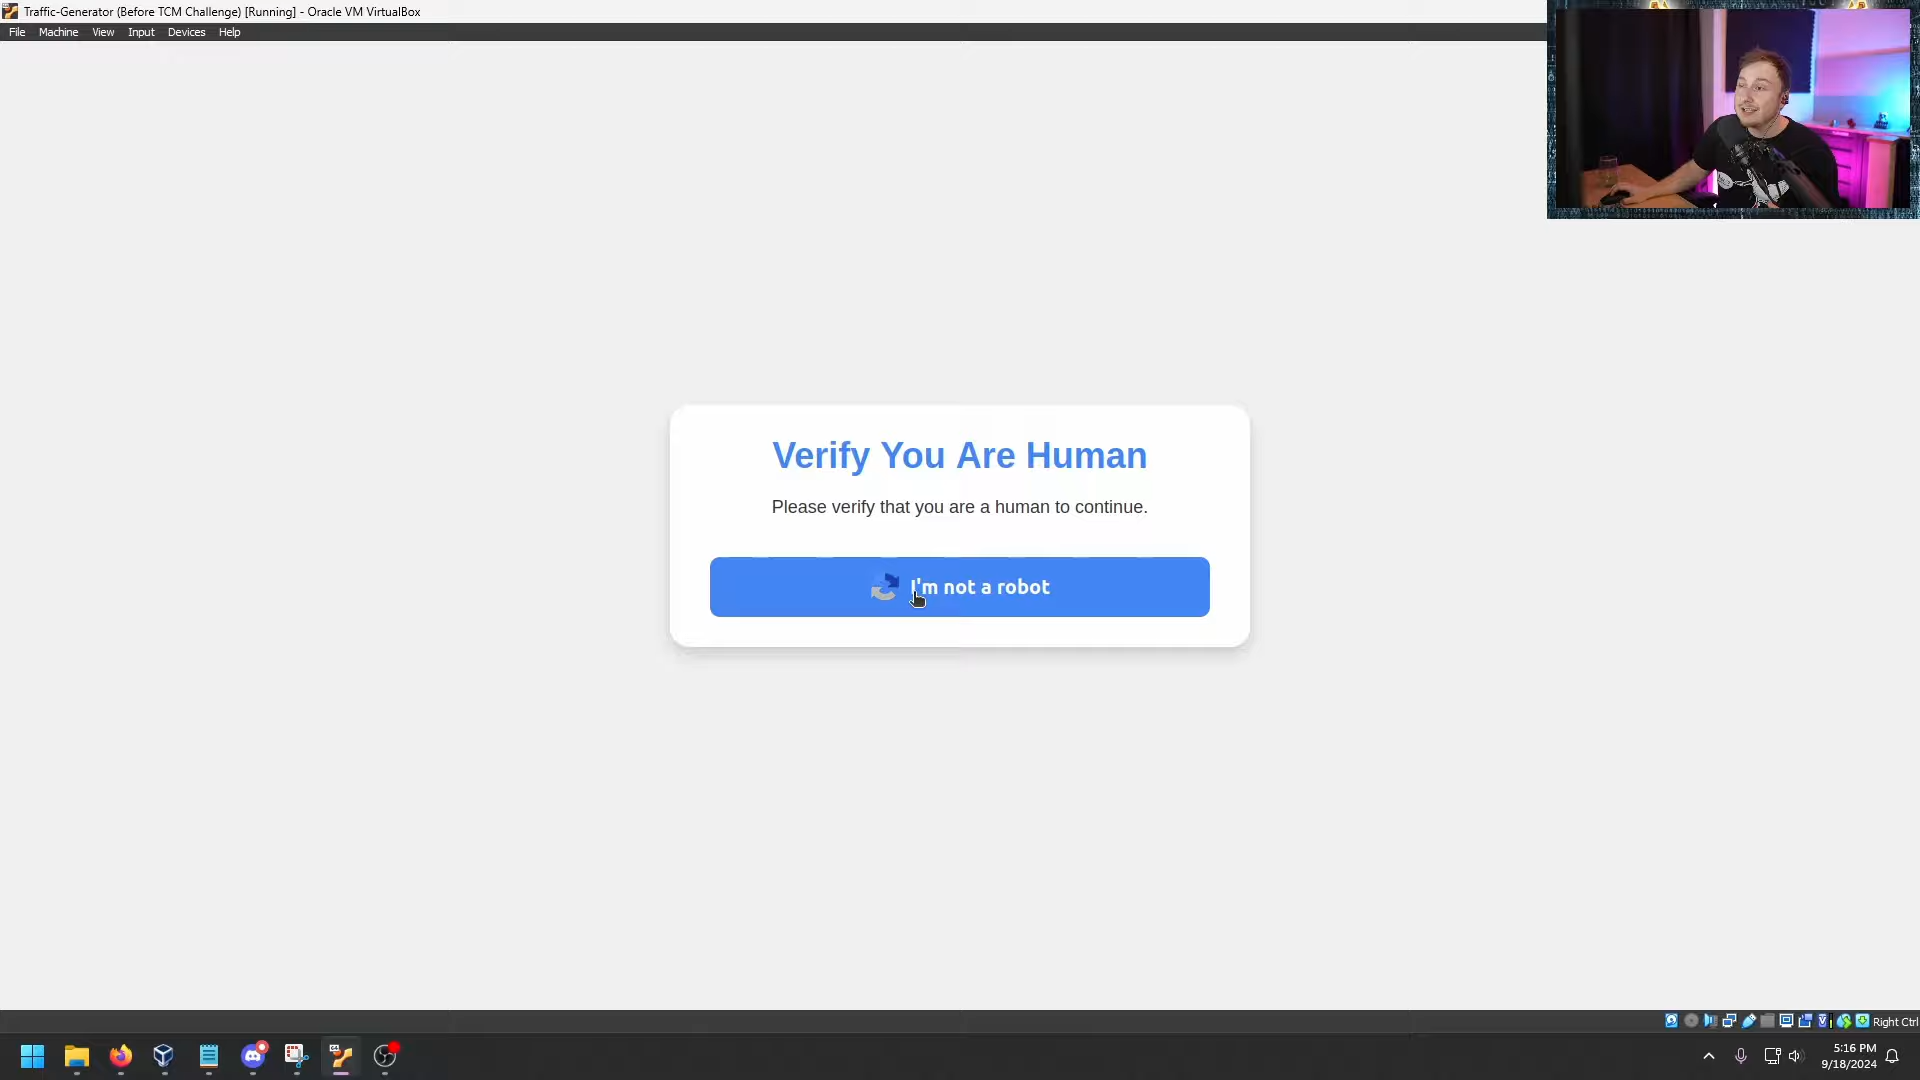 Traffic-Generator (Before TCM Challenge) [Running] - Oracle VM VirtualBox
File Machine View Input Devices Help
Verify You Are Human
Please verify that you are a human to continue.
I'm not a robot
Right Ctrl
5:16 PM
9/18/2024